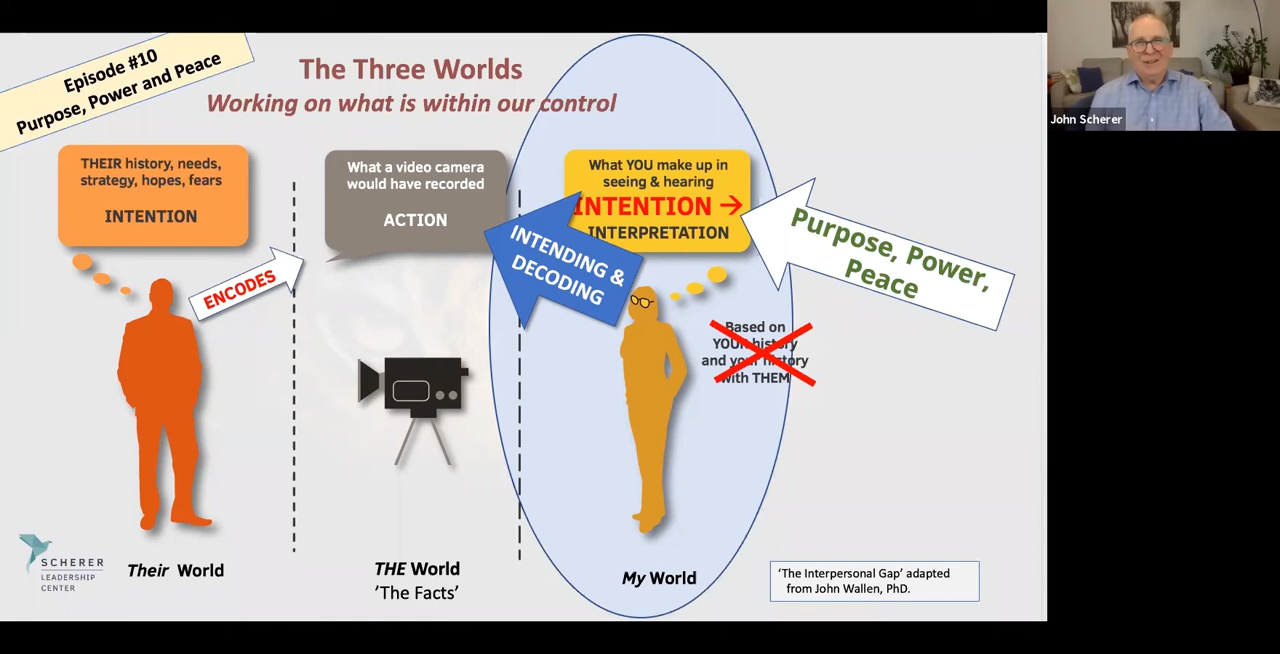 Episode #10
Purpose, Power and Peace
The Three Worlds
Working on what is within our control
John Scherer
THEIR history, needs,
strategy, hopes, fears
INTENTION
ENCODES
What a video camera
would have recorded
ACTION
What YOU make up in
seeing & hearing
INTENTION →
INTERPRETATION
INTENDING &
DECODING
Purpose, Power,
Peace
Based on
YOUR history
and your history
with THEM
SCHERER
LEADERSHIP
CENTER
Their World
THE World
'The Facts'
My World
'The Interpersonal Gap' adapted
from John Wallen, PhD.